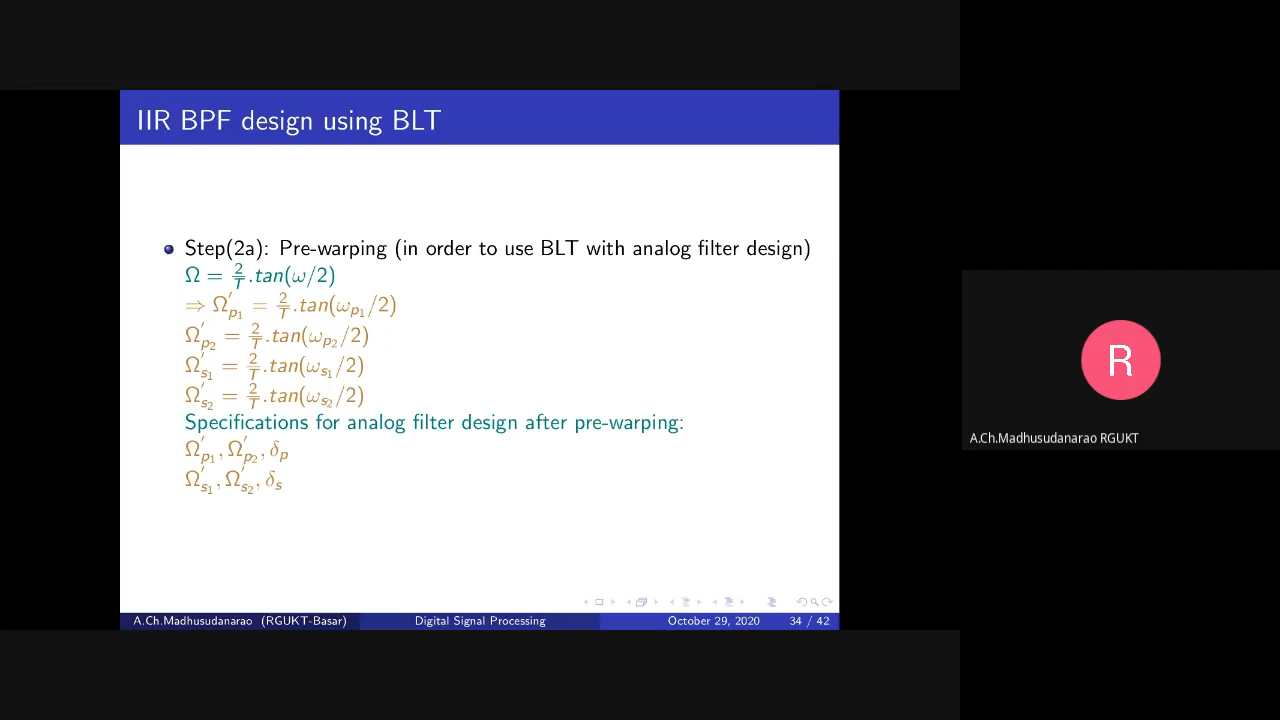 IIR BPF design using BLT
Step(2a): Pre-warping (in order to use BLT with analog filter design)
Ω = 2/T .tan(ω/2)
⇒ Ω′p1 = 2/T .tan(ωp1/2)
Ω′p2 = 2/T .tan(ωp2/2)
Ω′s1 = 2/T .tan(ωs1/2)
Ω′s2 = 2/T .tan(ωs2/2)
Specifications for analog filter design after pre-warping:
Ω′p1, Ω′p2, δp
Ω′s1, Ω′s2, δs
A.Ch.Madhusudanarao (RGUKT-Basar) Digital Signal Processing October 29, 2020 34 / 42
R
A.Ch.Madhusudanarao RGUKT